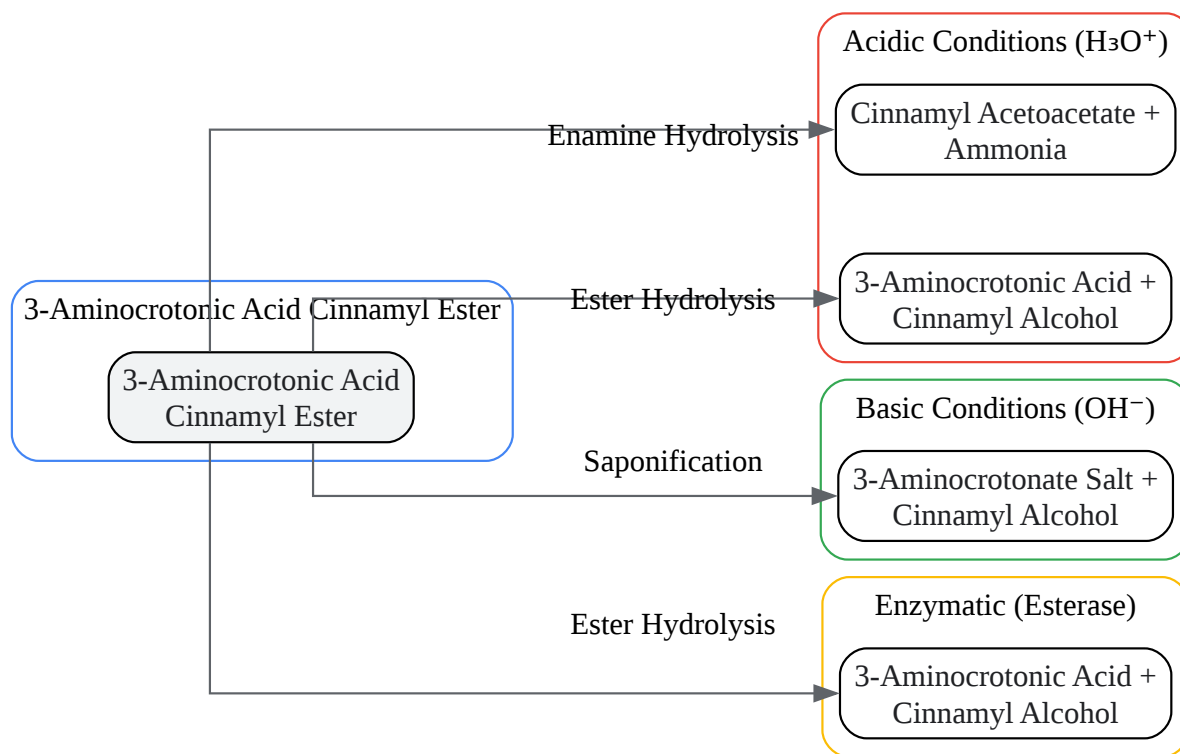 Acidic Conditions (H₃O⁺)
Cinnamyl Acetoacetate +
Ammonia
Enamine Hydrolysis
3-Aminocrotonic Acid +
Cinnamyl Alcohol
Ester Hydrolysis
3-Aminocrotonic Acid Cinnamyl Ester
3-Aminocrotonic Acid
Cinnamyl Ester
Basic Conditions (OH⁻)
Saponification
3-Aminocrotonate Salt +
Cinnamyl Alcohol
Enzymatic (Esterase)
Ester Hydrolysis
3-Aminocrotonic Acid +
Cinnamyl Alcohol